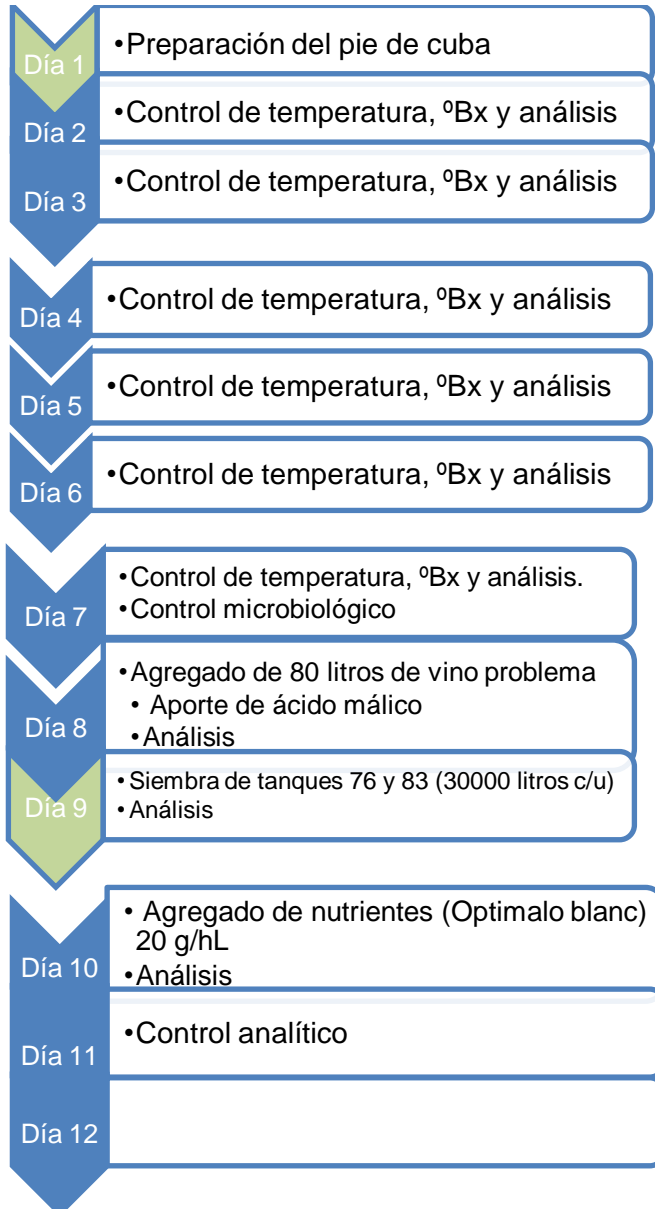 Día 1
•Preparación del pie de cuba
Día 2
•Control de temperatura, ºBx y análisis
Día 3
•Control de temperatura, ºBx y análisis
Día 4
•Control de temperatura, ºBx y análisis
Día 5
•Control de temperatura, ºBx y análisis
Día 6
•Control de temperatura, ºBx y análisis
Día 7
•Control de temperatura, ºBx y análisis.
•Control microbiológico
Día 8
•Agregado de 80 litros de vino problema
• Aporte de ácido málico
•Análisis
Día 9
•Siembra de tanques 76 y 83 (30000 litros c/u)
•Análisis
Día 10
• Agregado de nutrientes (Optimalo blanc)
20 g/hL
•Análisis
Día 11
•Control analítico
Día 12